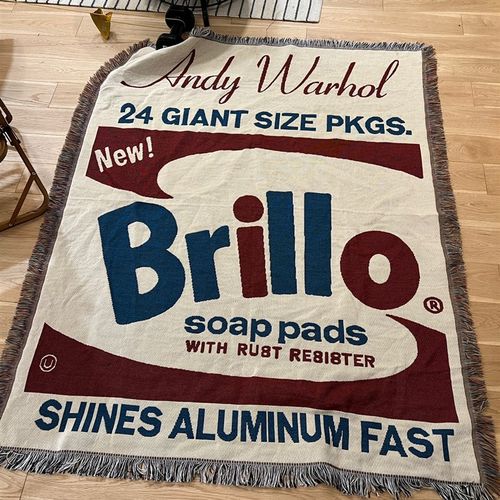 Andy Warhol
24 GIANT SIZE PKGS.
New!
Brillo®
soap pads
WITH RUST RESISTER
U
SHINES ALUMINUM FAST